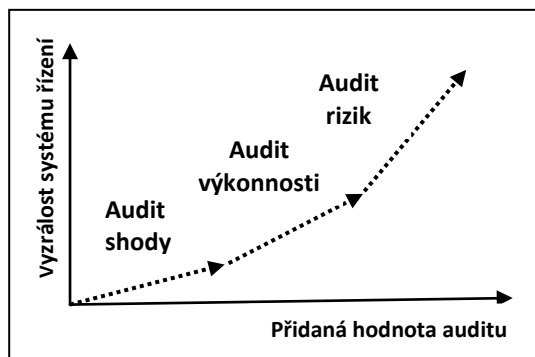 Vyzrálost systému řízení
Audit
rizik
Audit
výkonnosti
Audit
shody
Přidaná hodnota auditu